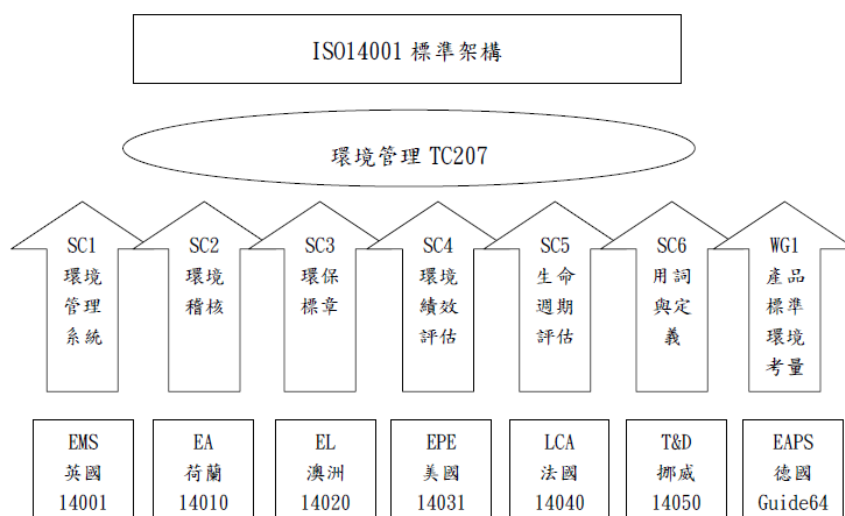 ISO14001 標準架構
環境管理 TC207
SC1
環境
管理
系統
SC2
環境
稽核
SC3
環保
標章
SC4
環境
績效
評估
SC5
生命
週期
評估
SC6
用詞
與定
義
WG1
產品
標準
環境
考量
EMS
英國
14001
EA
荷蘭
14010
EL
澳洲
14020
EPE
美國
14031
LCA
法國
14040
T&D
挪威
14050
EAPS
德國
Guide64